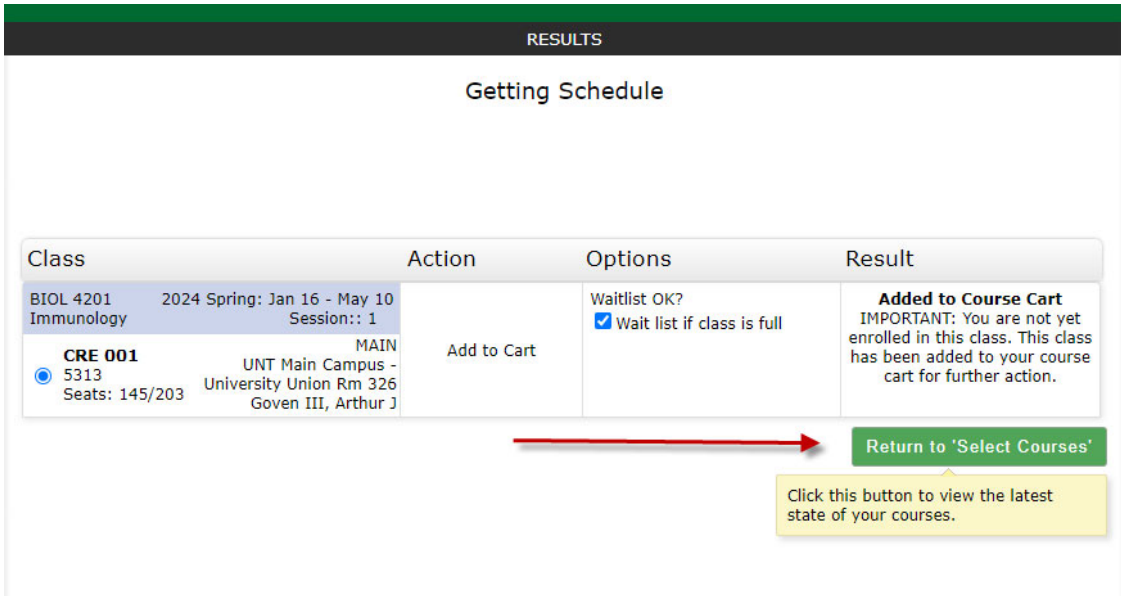 RESULTS
Getting Schedule
Class Action Options Result
BIOL 4201 2024 Spring: Jan 16 - May 10
Immunology Session:: 1
CRE 001
5313
Seats: 145/203
MAIN
UNT Main Campus -
University Union Rm 326
Goven III, Arthur J
Add to Cart
Waitlist OK?
Wait list if class is full
Added to Course Cart
IMPORTANT: You are not yet
enrolled in this class. This class
has been added to your course
cart for further action.
Return to 'Select Courses'
Click this button to view the latest
state of your courses.